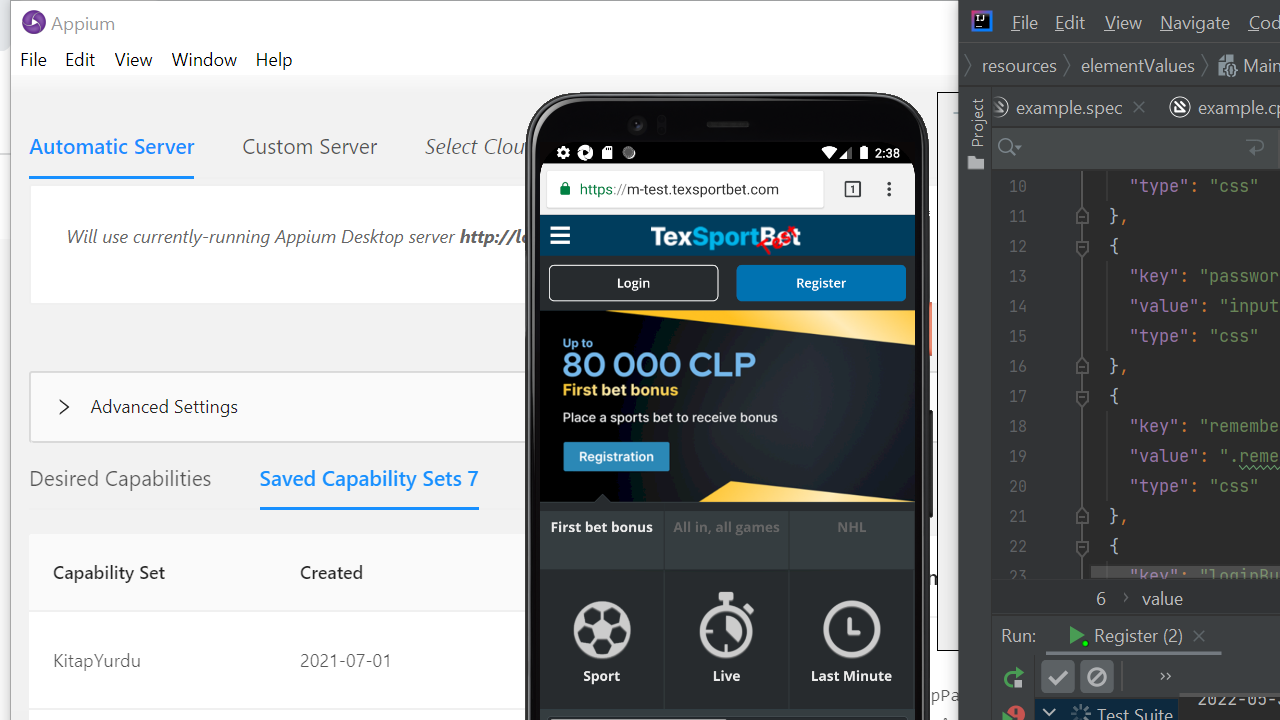 Appium
File Edit View Window Help
Automatic Server Custom Server Select Clou
Will use currently-running Appium Desktop server http://lo
Advanced Settings
Desired Capabilities Saved Capability Sets 7
Capability Set Created
KitapYurdu 2021-07-01
2:38
https://m-test.texsportbet.com 1
TexSportBet
Test
Login Register
Up to
80 000 CLP
First bet bonus
Place a sports bet to receive bonus
Registration
First bet bonus All in, all games NHL
Sport Live Last Minute
pPa
IJ File Edit View Navigate Cod
resources elementValues Main
Project
example.spec example.cp
10 "type": "css"
11 },
12 {
13 "key": "passwor
14 "value": "input
15 "type": "css"
16 },
17 {
18 "key": "remembe
19 "value": ".reme
20 "type": "css"
21 },
22 {
23 "key": "loginBu
6 value
Run: Register (2)
2022-05-
Test Suite